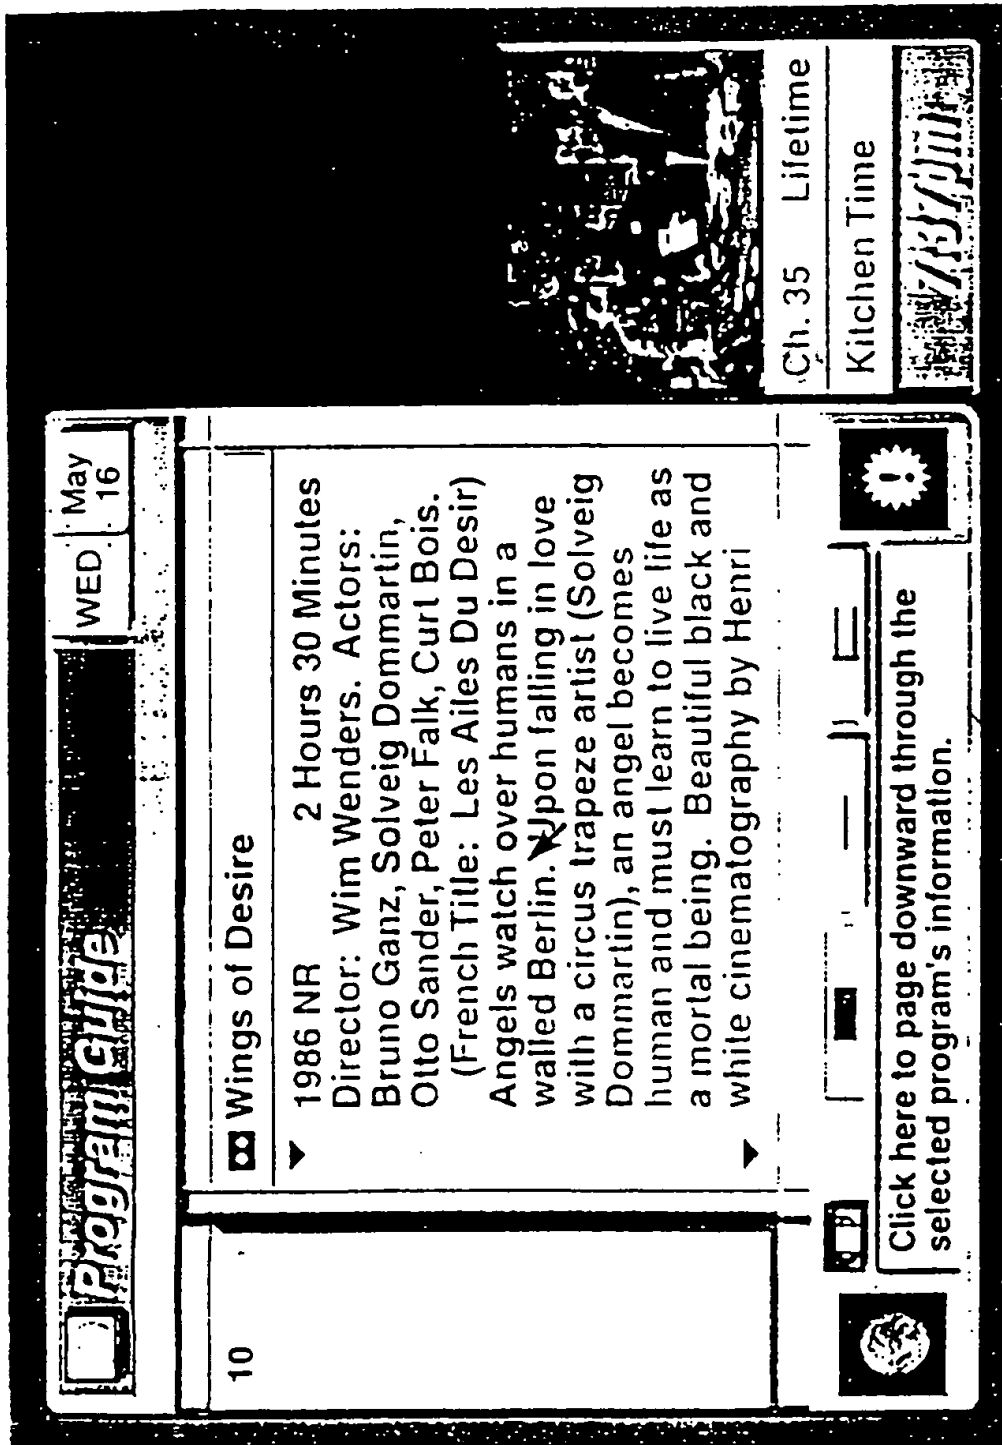 Program Guide
WED
May
16
10
Wings of Desire
1986 NR 2 Hours 30 Minutes
Director: Wim Wenders. Actors:
Bruno Ganz, Solveig Dommartin,
Otto Sander, Peter Falk, Curt Bois.
(French Title: Les Ailes Du Desir)
Angels watch over humans in a
walled Berlin. Upon falling in love
with a circus trapeze artist (Solveig
Dommartin), an angel becomes
human and must learn to live life as
a mortal being. Beautiful black and
white cinematography by Henri
!
Click here to page downward through the
selected program's information.
Ch. 35 Lifetime
Kitchen Time
7:37pm